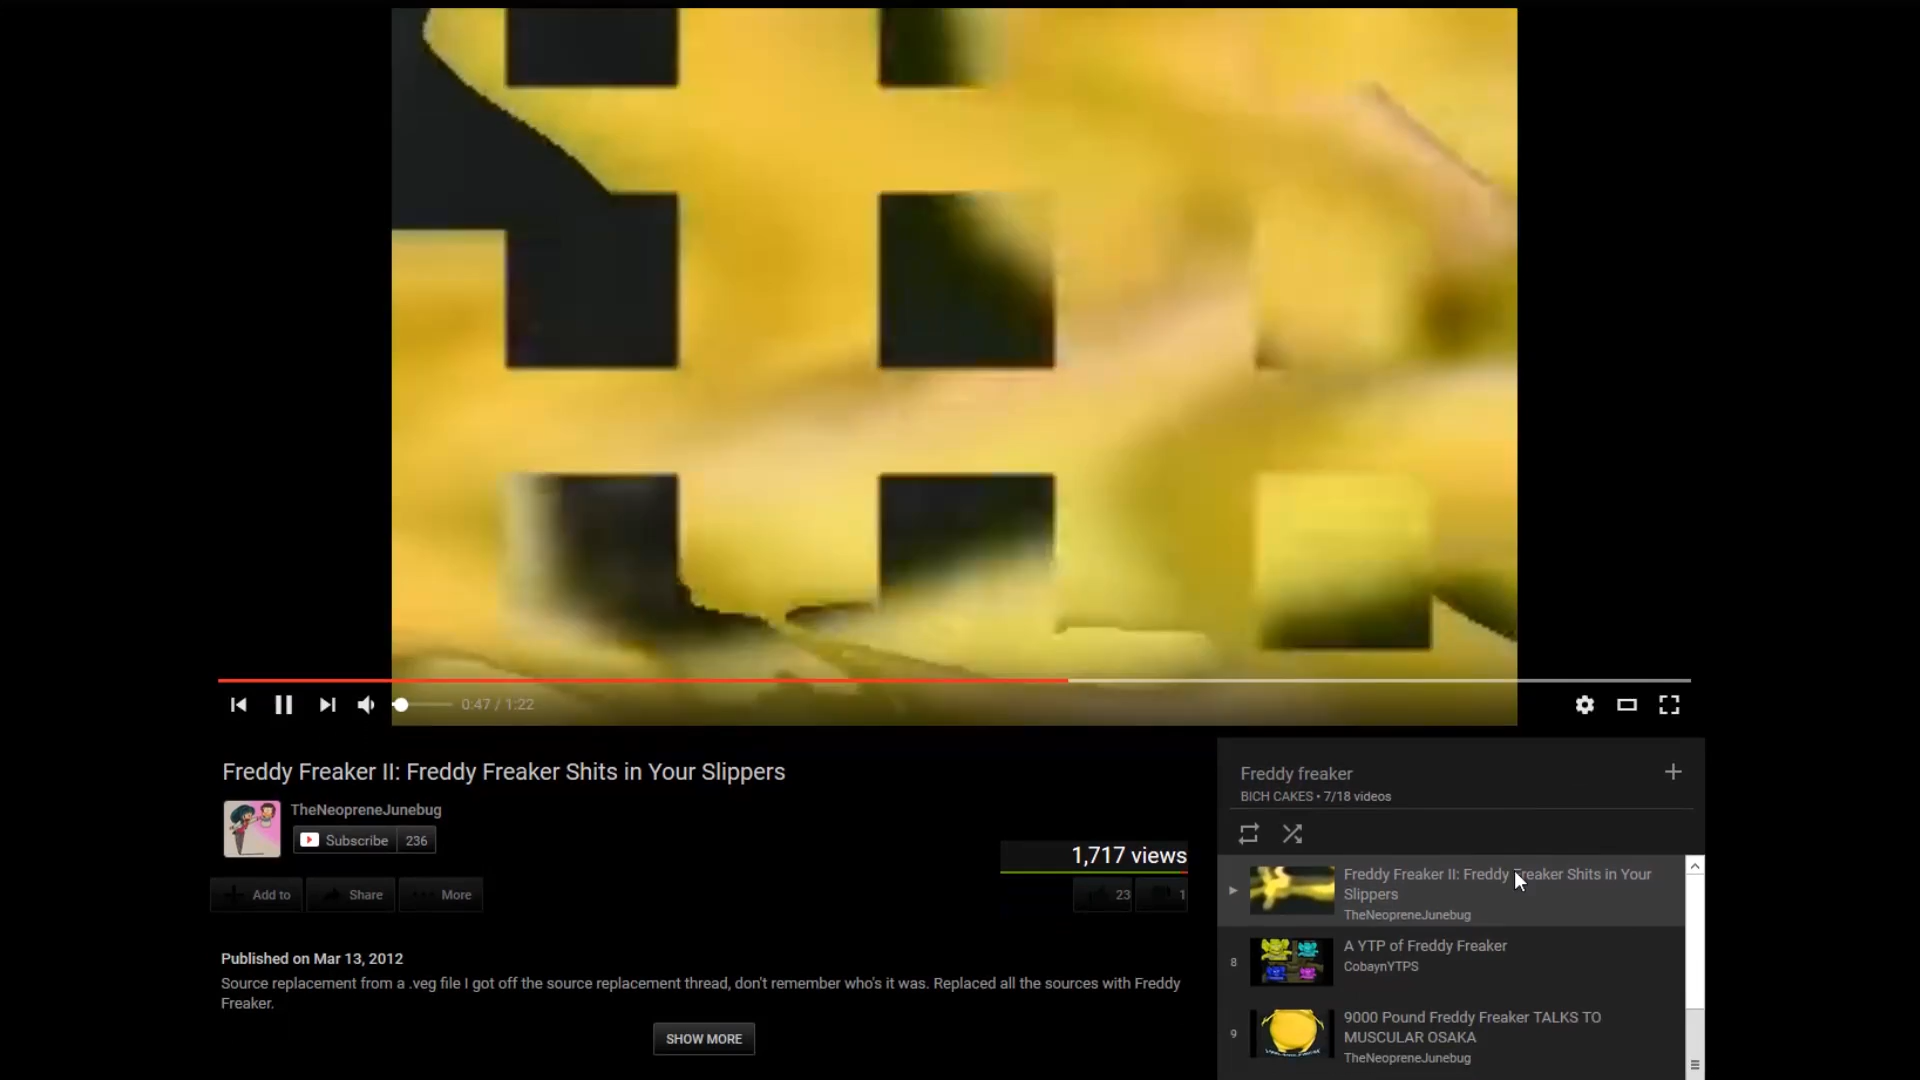 0:47 / 1:22
Freddy Freaker II: Freddy Freaker Shits in Your Slippers
TheNeopreneJunebug
Subscribe 236
1,717 views
Add to Share More
23 1
Published on Mar 13, 2012
Source replacement from a .veg file I got off the source replacement thread, don't remember who's it was. Replaced all the sources with Freddy
Freaker.
SHOW MORE
Freddy freaker
BICH CAKES • 7/18 videos
Freddy Freaker II: Freddy Freaker Shits in Your
Slippers
TheNeopreneJunebug
8
A YTP of Freddy Freaker
CobaynYTPS
9
9000 Pound Freddy Freaker TALKS TO
MUSCULAR OSAKA
TheNeopreneJunebug